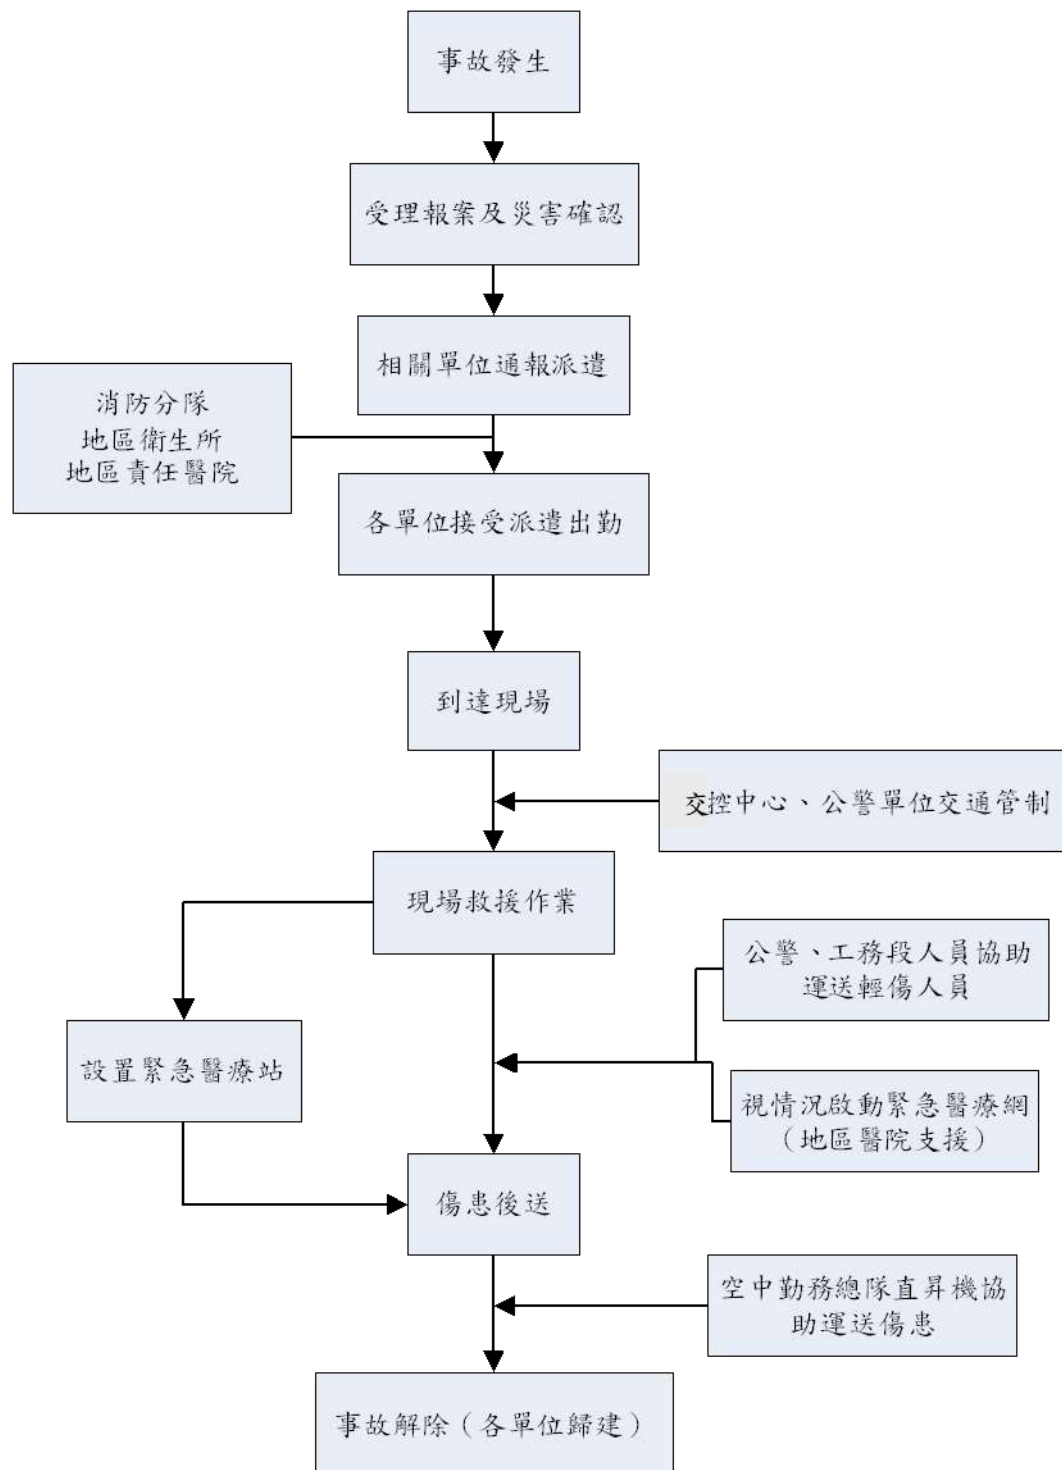 事故發生
受理報案及災害確認
相關單位通報派遣
消防分隊
地區衛生所
地區責任醫院
各單位接受派遣出勤
到達現場
交控中心、公警單位交通管制
現場救援作業
公警、工務段人員協助
運送輕傷人員
設置緊急醫療站
視情況啟動緊急醫療網
（地區醫院支援）
傷患後送
空中勤務總隊直昇機協
助運送傷患
事故解除（各單位歸建）